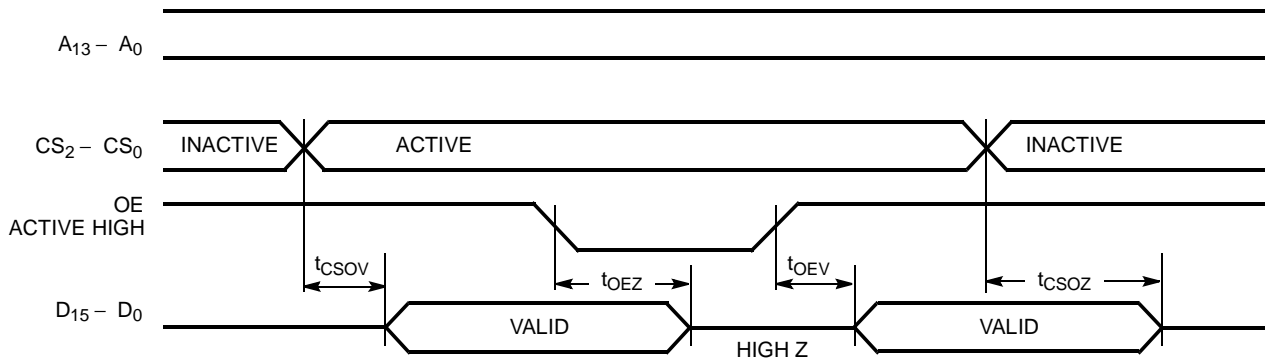 A13 – A0
CS2 – CS0
INACTIVE
ACTIVE
INACTIVE
OE
ACTIVE HIGH
tCSOV
tOEZ
tOEV
tCSOZ
D15 – D0
VALID
HIGH Z
VALID